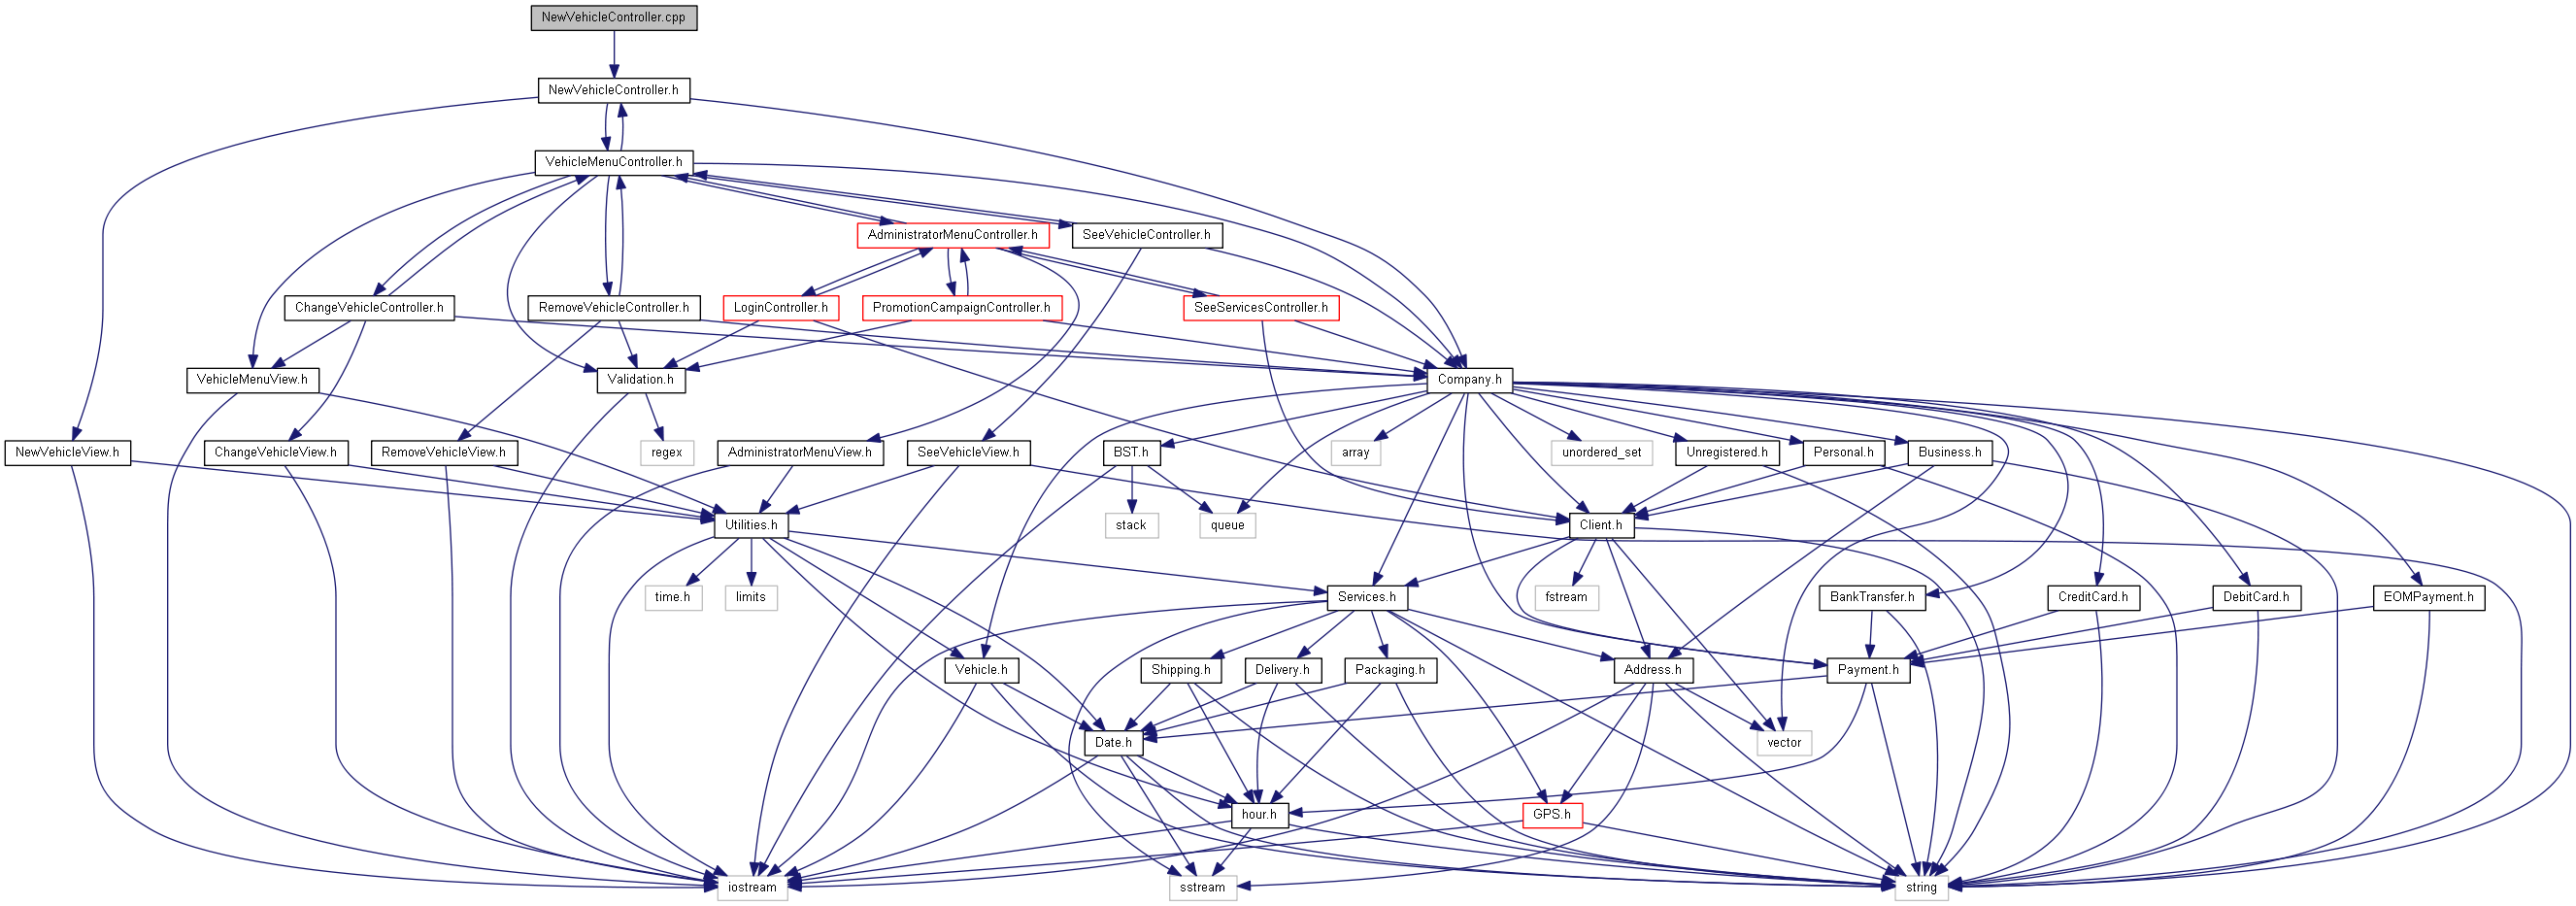 NewVehicleController.cpp
NewVehicleController.h
VehicleMenuController.h
AdministratorMenuController.h
SeeVehicleController.h
ChangeVehicleController.h
RemoveVehicleController.h
LoginController.h
PromotionCampaignController.h
SeeServicesController.h
VehicleMenuView.h
Validation.h
Company.h
NewVehicleView.h
ChangeVehicleView.h
RemoveVehicleView.h
regex
AdministratorMenuView.h
SeeVehicleView.h
BST.h
array
unordered_set
Unregistered.h
Personal.h
Business.h
Utilities.h
stack
queue
Client.h
time.h
limits
Services.h
fstream
BankTransfer.h
CreditCard.h
DebitCard.h
EOMPayment.h
Vehicle.h
Shipping.h
Delivery.h
Packaging.h
Address.h
Payment.h
Date.h
vector
hour.h
GPS.h
iostream
sstream
string